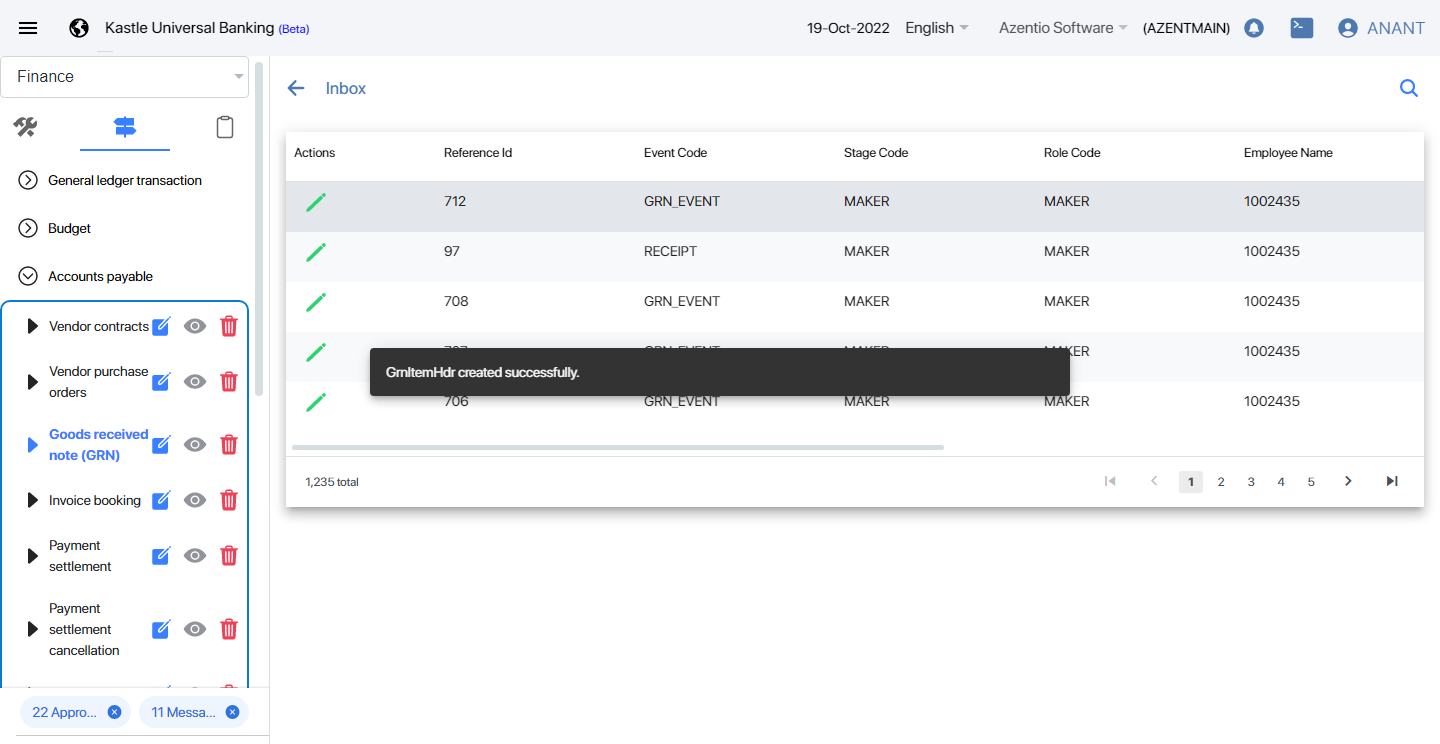 Kastle Universal Banking (Beta)
19-Oct-2022
English
Azentio Software
(AZENTMAIN)
ANANT
Finance
General ledger transaction
Budget
Accounts payable
Vendor contracts
Vendor purchase
orders
Goods received
note (GRN)
Invoice booking
Payment
settlement
Payment
settlement
cancellation
22 Appro...
11 Messa...
Inbox
Actions Reference Id Event Code Stage Code Role Code Employee Name
712 GRN_EVENT MAKER MAKER 1002435
97 RECEIPT MAKER MAKER 1002435
708 GRN_EVENT MAKER MAKER 1002435
1002435
GrnItemHdr created successfully.
706 GRN_EVENT MAKER MAKER 1002435
1,235 total
1 2 3 4 5